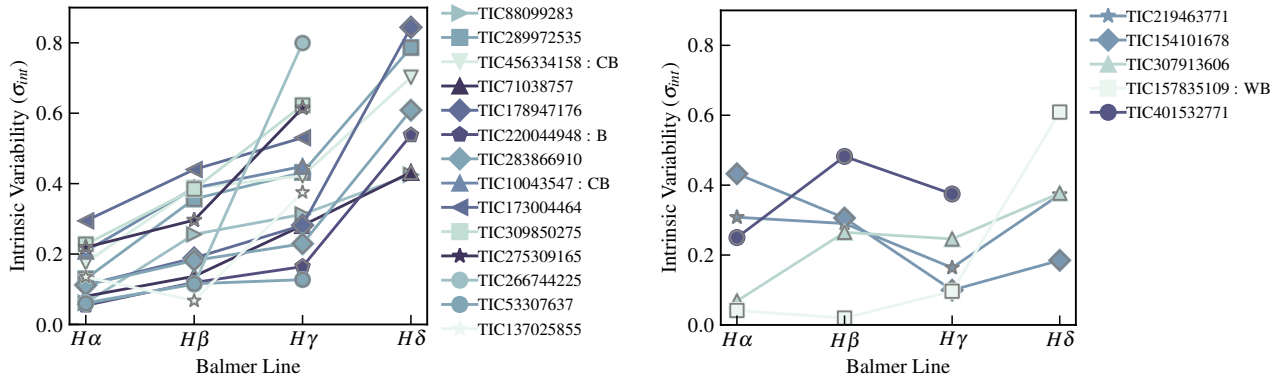 Intrinsic Variability (σint)
0.8
0.6
0.4
0.2
0.0
Hα Hβ Hγ Hδ
Balmer Line
TIC88099283
TIC289972535
TIC456334158 : CB
TIC71038757
TIC178947176
TIC220044948 : B
TIC283866910
TIC10043547 : CB
TIC173004464
TIC309850275
TIC275309165
TIC266744225
TIC53307637
TIC137025855
Intrinsic Variability (σint)
0.8
0.6
0.4
0.2
0.0
Hα Hβ Hγ Hδ
Balmer Line
TIC219463771
TIC154101678
TIC307913606
TIC157835109 : WB
TIC401532771